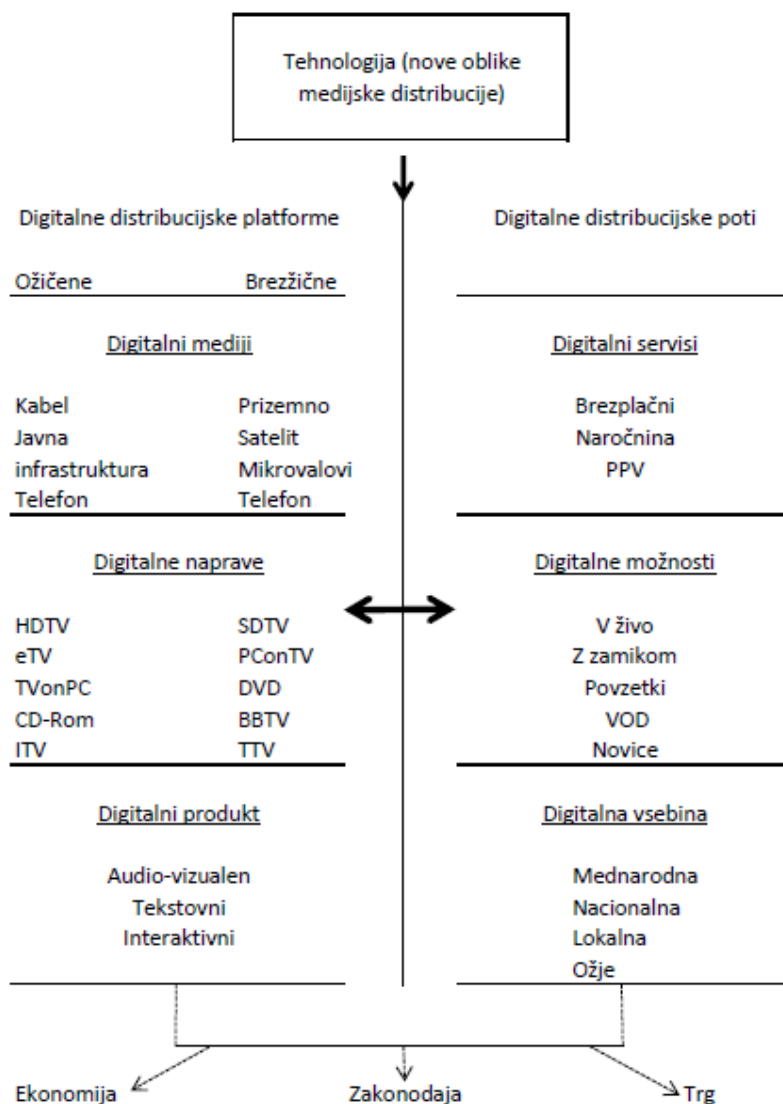 Tehnologija (nove oblike
medijske distribucije)
Digitalne distribucijske platforme
Ožičene Brezžične
Digitalni mediji
Kabel Prizemno
Javna Satelit
infrastruktura Mikrovalovi
Telefon Telefon
Digitalne naprave
HDTV SDTV
eTV PConTV
TVonPC DVD
CD-Rom BBTV
ITV TTV
Digitalni produkt
Audio-vizualen
Tekstovni
Interaktivni
Digitalne distribucijske poti
Digitalni servisi
Brezplačni
Naročnina
PPV
Digitalne možnosti
V živo
Z zamikom
Povzetki
VOD
Novice
Digitalna vsebina
Mednarodna
Nacionalna
Lokalna
Ožje
Ekonomija Zakonodaja Trg